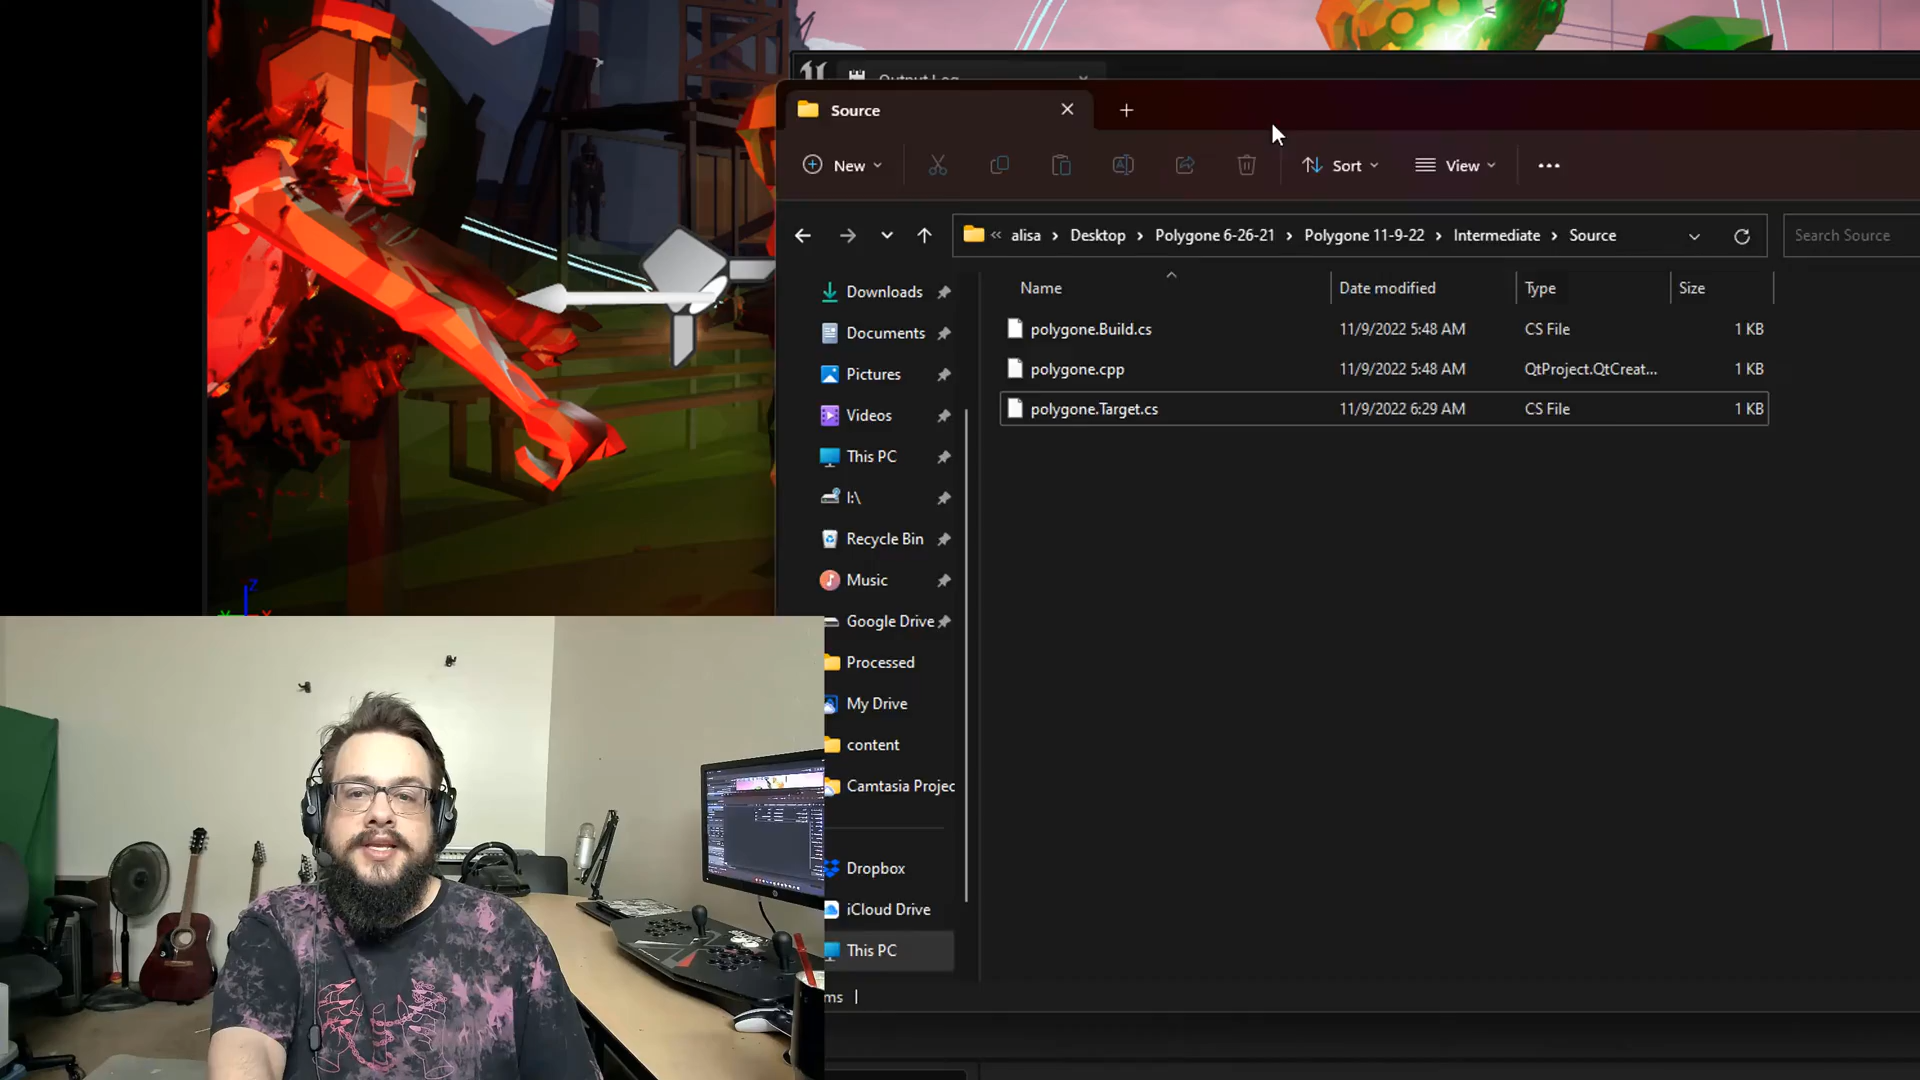 Output Log
Source
New
Sort
View
alisa
Desktop
Polygone 6-26-21
Polygone 11-9-22
Intermediate
Source
Search Source
Name
Date modified
Type
Size
polygone.Build.cs
11/9/2022 5:48 AM
CS File
1 KB
polygone.cpp
11/9/2022 5:48 AM
QtProject.QtCreat...
1 KB
polygone.Target.cs
11/9/2022 6:29 AM
CS File
1 KB
Downloads
Documents
Pictures
Videos
This PC
I:\
Recycle Bin
Music
Google Drive
Processed
My Drive
content
Camtasia Projec
Dropbox
iCloud Drive
This PC
ms
Z
Y
X